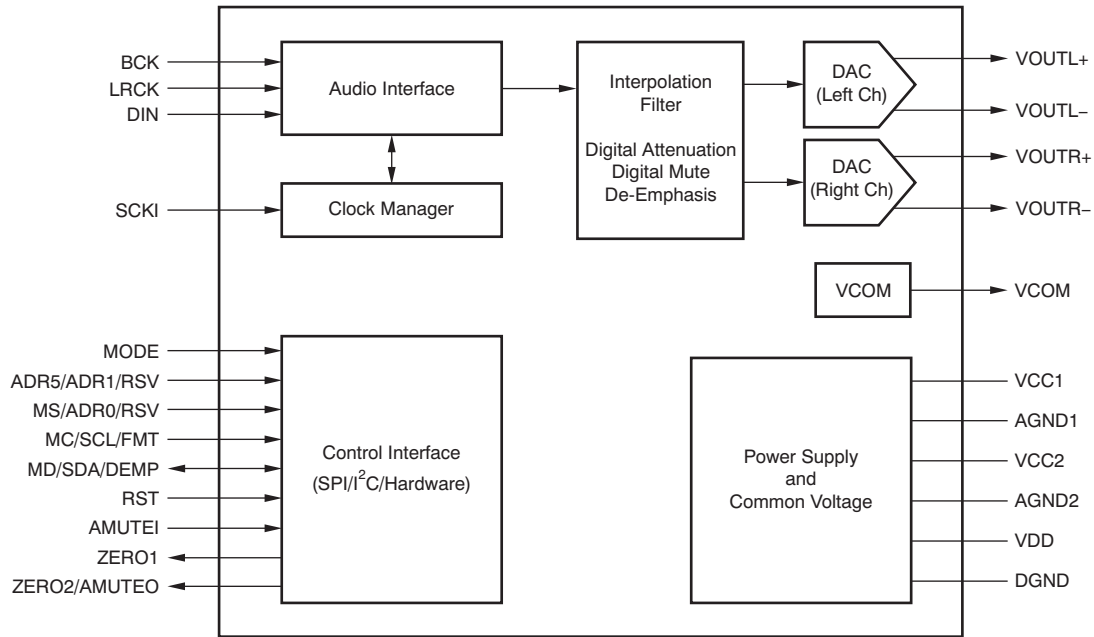 BCK
LRCK
DIN
SCKI
Audio Interface
Clock Manager
Interpolation
Filter
Digital Attenuation
Digital Mute
De-Emphasis
DAC
(Left Ch)
DAC
(Right Ch)
VOUTL+
VOUTL−
VOUTR+
VOUTR−
VCOM
VCOM
MODE
ADR5/ADR1/RSV
MS/ADR0/RSV
MC/SCL/FMT
MD/SDA/DEMP
RST
AMUTEI
ZERO1
ZERO2/AMUTEO
Control Interface
(SPI/I²C/Hardware)
Power Supply
and
Common Voltage
VCC1
AGND1
VCC2
AGND2
VDD
DGND